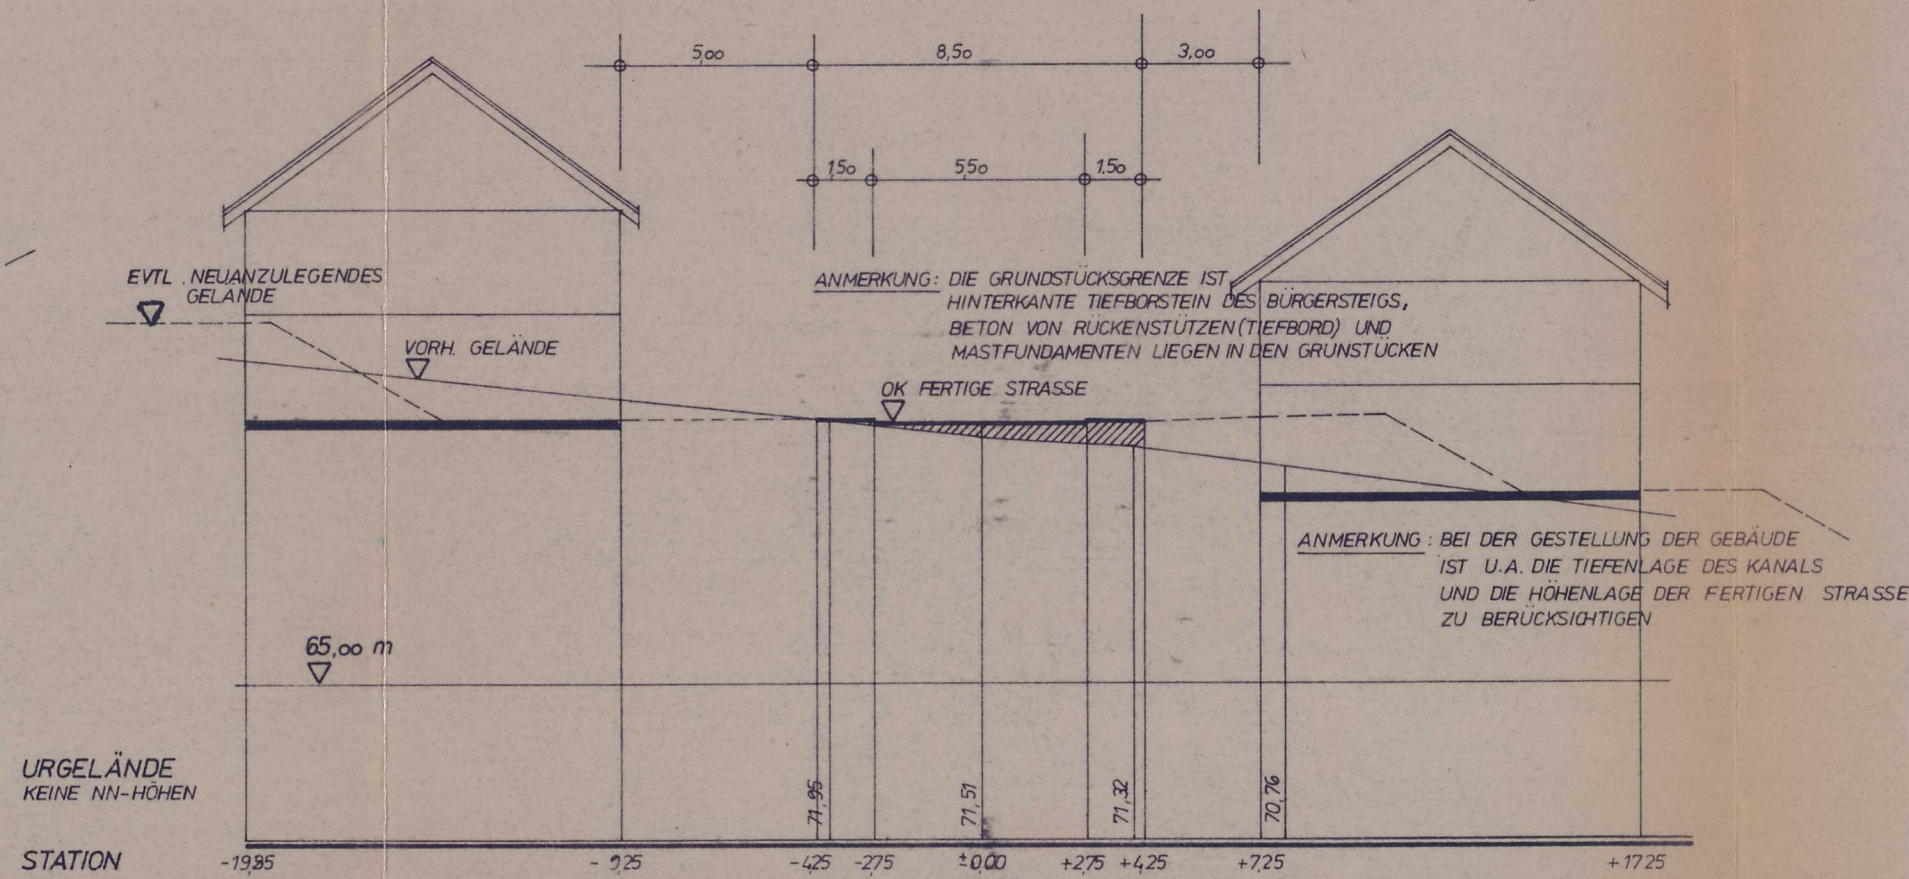 5,00 8,50 3,00
1,50 5,50 1.50
EVTL. NEUANZULEGENDES
GELÄNDE
ANMERKUNG: DIE GRUNDSTÜCKSGRENZE IST
HINTERKANTE TIEFBORSTEIN DES BÜRGERSTEIGS,
BETON VON RÜCKENSTÜTZEN (TIEFBORD) UND
MASTFUNDAMENTEN LIEGEN IN DEN GRUNSTÜCKEN
VORH. GELÄNDE
OK FERTIGE STRASSE
ANMERKUNG: BEI DER GESTELLUNG DER GEBÄUDE
IST U.A. DIE TIEFENLAGE DES KANALS
UND DIE HÖHENLAGE DER FERTIGEN STRASSE
ZU BERÜCKSICHTIGEN
65,00 m
URGELÄNDE
KEINE NN-HÖHEN
71,95 71,51 71,32 70,76
STATION -9,25 -4,25 -2,75 ±0,00 +2,75 +4,25 +7,25 +17,25